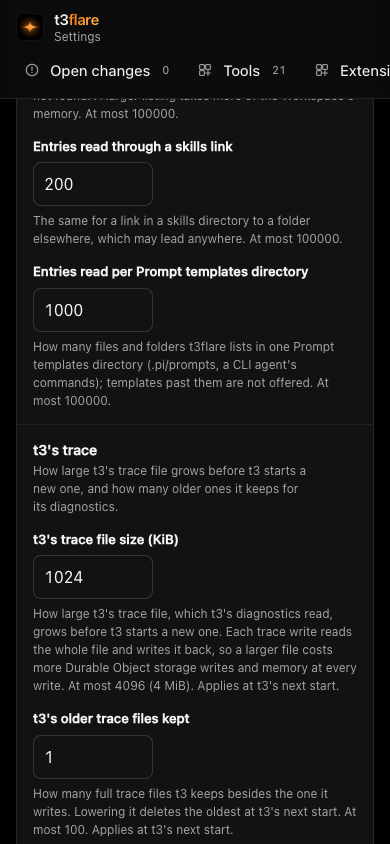 t3flare
Settings
Open changes 0 Tools 21 Extensi
memory. At most 100000.
Entries read through a skills link
200
The same for a link in a skills directory to a folder
elsewhere, which may lead anywhere. At most 100000.
Entries read per Prompt templates directory
1000
How many files and folders t3flare lists in one Prompt
templates directory (.pi/prompts, a CLI agent's
commands); templates past them are not offered. At
most 100000.
t3's trace
How large t3's trace file grows before t3 starts a
new one, and how many older ones it keeps for
its diagnostics.
t3's trace file size (KiB)
1024
How large t3's trace file, which t3's diagnostics read,
grows before t3 starts a new one. Each trace write reads
the whole file and writes it back, so a larger file costs
more Durable Object storage writes and memory at every
write. At most 4096 (4 MiB). Applies at t3's next start.
t3's older trace files kept
1
How many full trace files t3 keeps besides the one it
writes. Lowering it deletes the oldest at t3's next start. At
most 100. Applies at t3's next start.